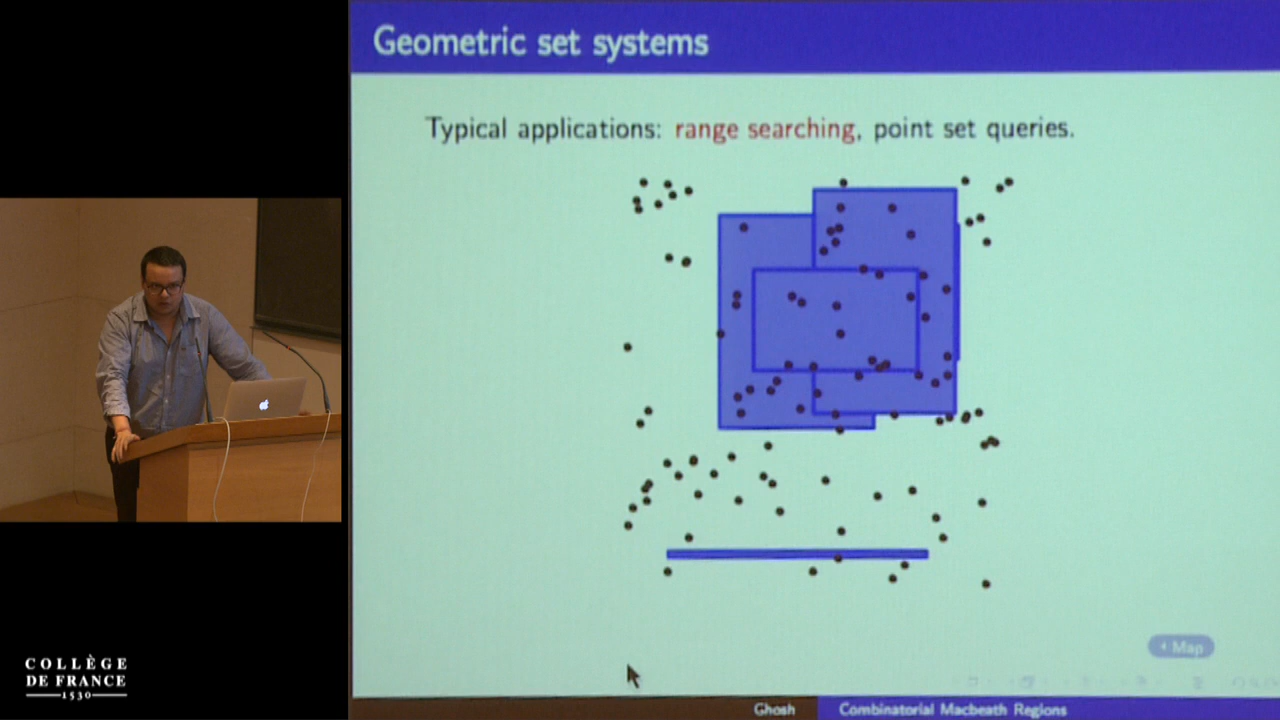 Geometric set systems
Typical applications: range searching, point set queries.
Map
Ghosh
Combinatorial Macbeath Regions
COLLÈGE
DE FRANCE
1530